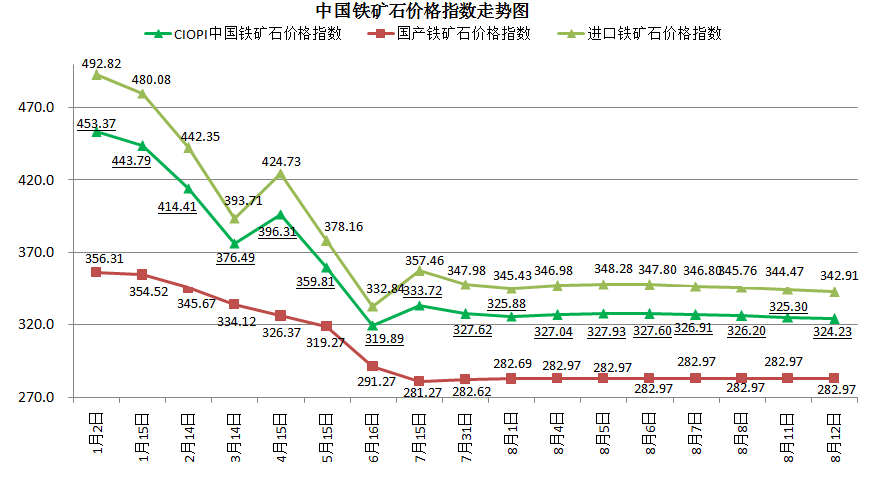 中国铁矿石价格指数走势图
CIOPI中国铁矿石价格指数 国产铁矿石价格指数 进口铁矿石价格指数
470.0
420.0
370.0
320.0
270.0
492.82 480.08 442.35 393.71 424.73 378.16 332.84 357.46 347.98 345.43 346.98 348.28 347.80 346.80 345.76 344.47 342.91
453.37 443.79 414.41 376.49 396.31 359.81 319.89 333.72 327.62 325.88 327.04 327.93 327.60 326.91 326.20 325.30 324.23
356.31 354.52 345.67 334.12 326.37 319.27 291.27 281.27 282.62 282.69 282.97 282.97 282.97 282.97 282.97 282.97 282.97
1月2日 1月15日 2月14日 3月14日 4月15日 5月15日 6月16日 7月15日 7月31日 8月1日 8月4日 8月5日 8月6日 8月7日 8月8日 8月11日 8月12日